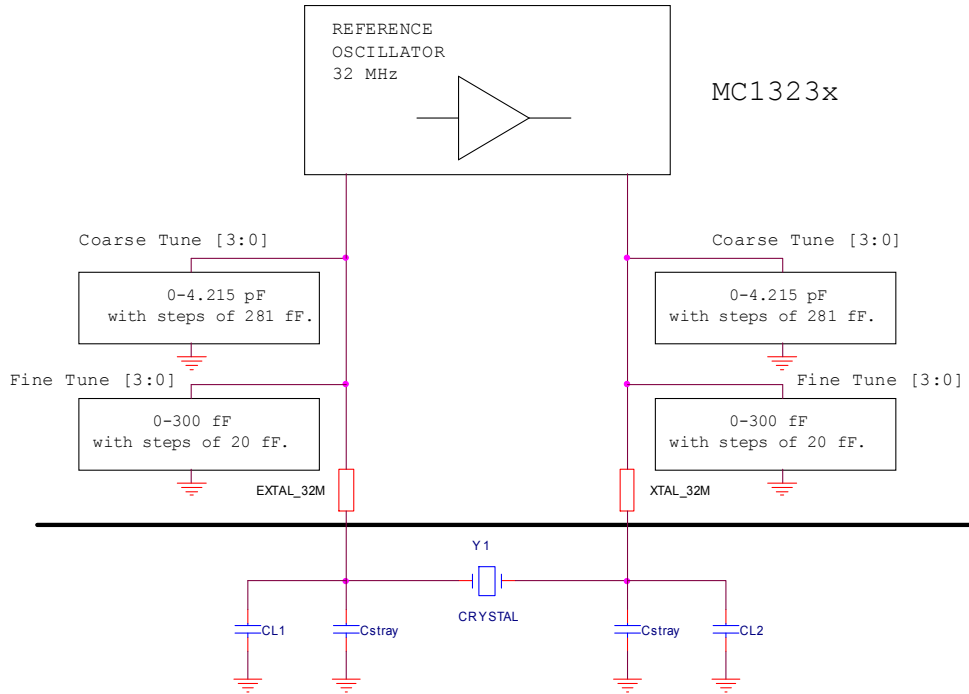 REFERENCE
OSCILLATOR
32 MHz
MC1323x
Coarse Tune [3:0]
Coarse Tune [3:0]
0-4.215 pF
with steps of 281 fF.
0-4.215 pF
with steps of 281 fF.
Fine Tune [3:0]
Fine Tune [3:0]
0-300 fF
with steps of 20 fF.
0-300 fF
with steps of 20 fF.
EXTAL_32M
XTAL_32M
Y1
CRYSTAL
CL1
Cstray
Cstray
CL2